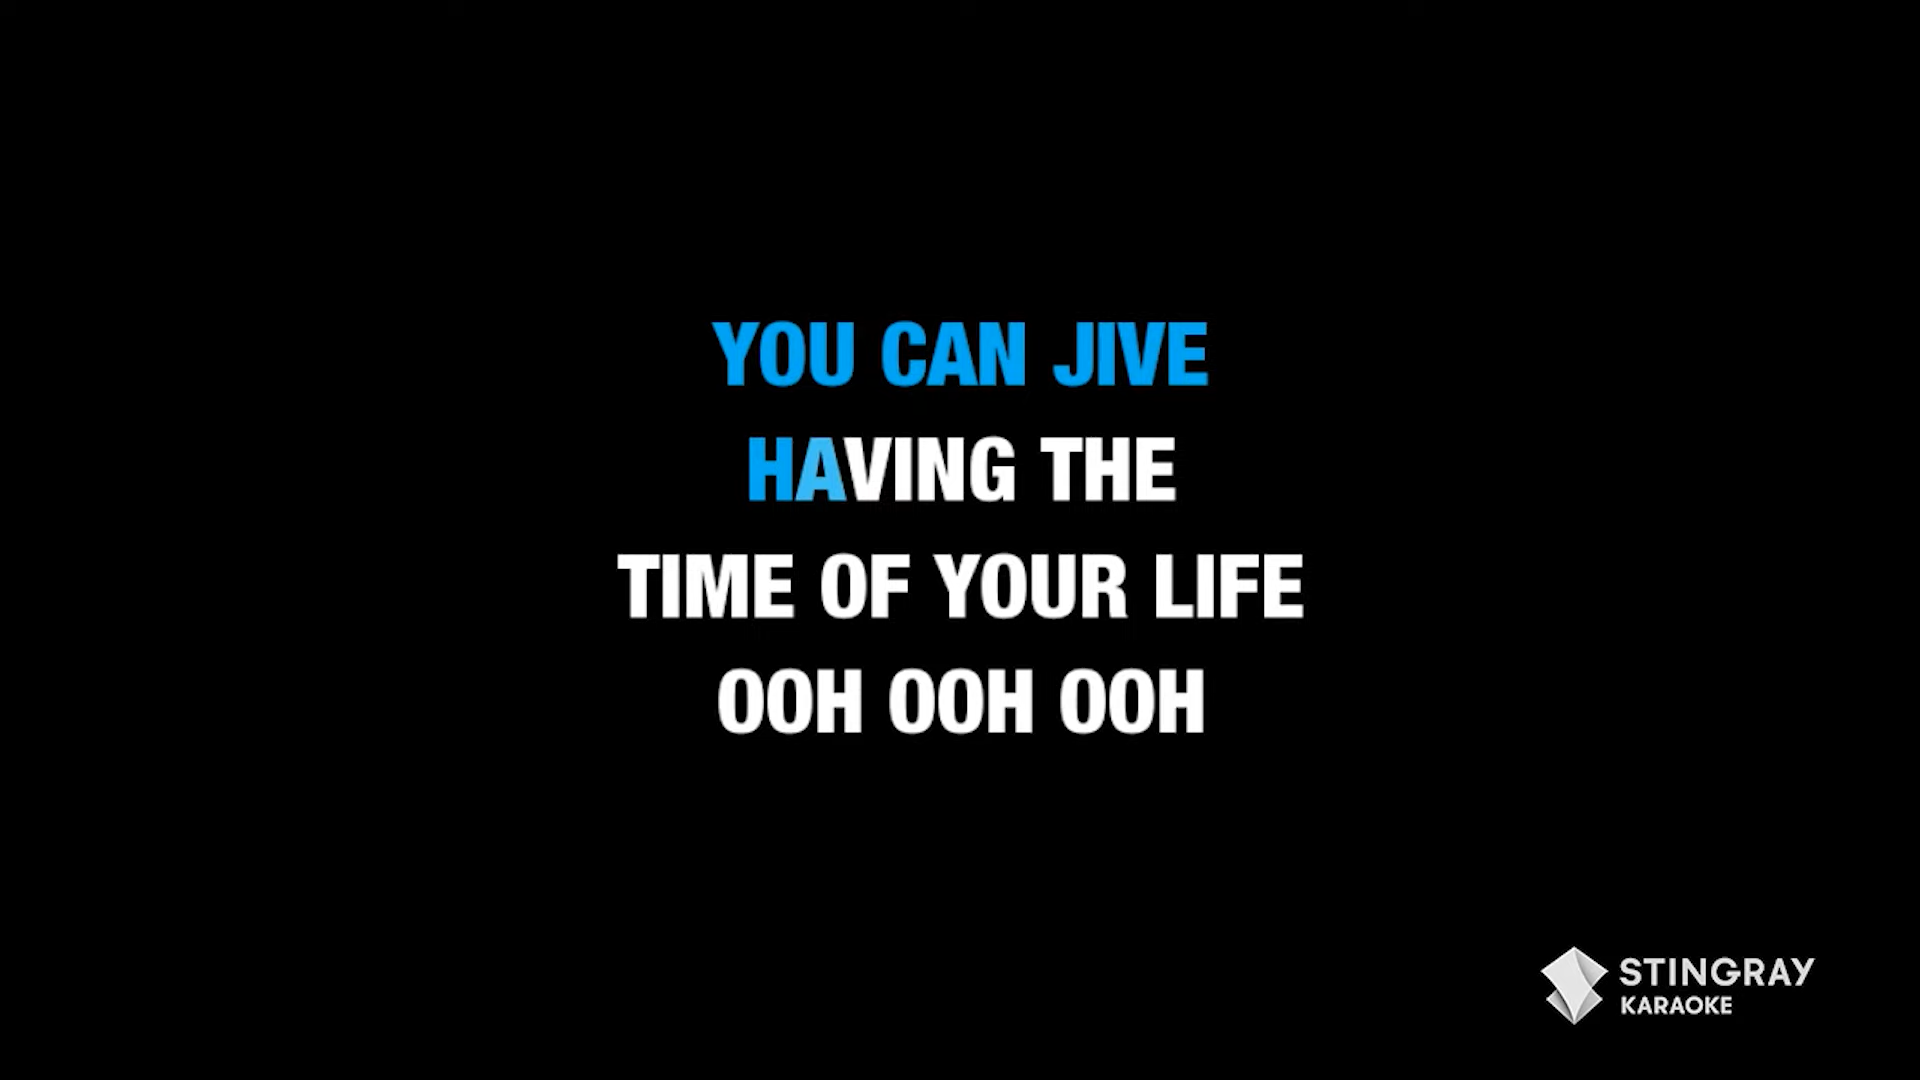 YOU CAN JIVE
HAVING THE
TIME OF YOUR LIFE
OOH OOH OOH
STINGRAY
KARAOKE